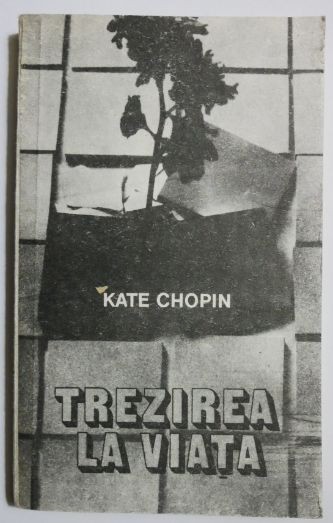 KATE CHOPIN
TREZIREA
LA VIAȚA